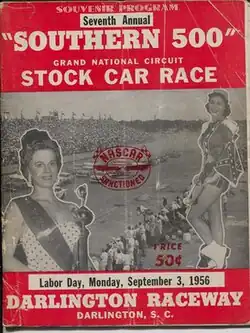 SOUVENIR PROGRAM
Seventh Annual
"SOUTHERN 500"
GRAND NATIONAL CIRCUIT
STOCK CAR RACE
NASCAR
SANCTIONED
PRICE
50¢
Labor Day, Monday, September 3, 1956
DARLINGTON RACEWAY
DARLINGTON, S. C.